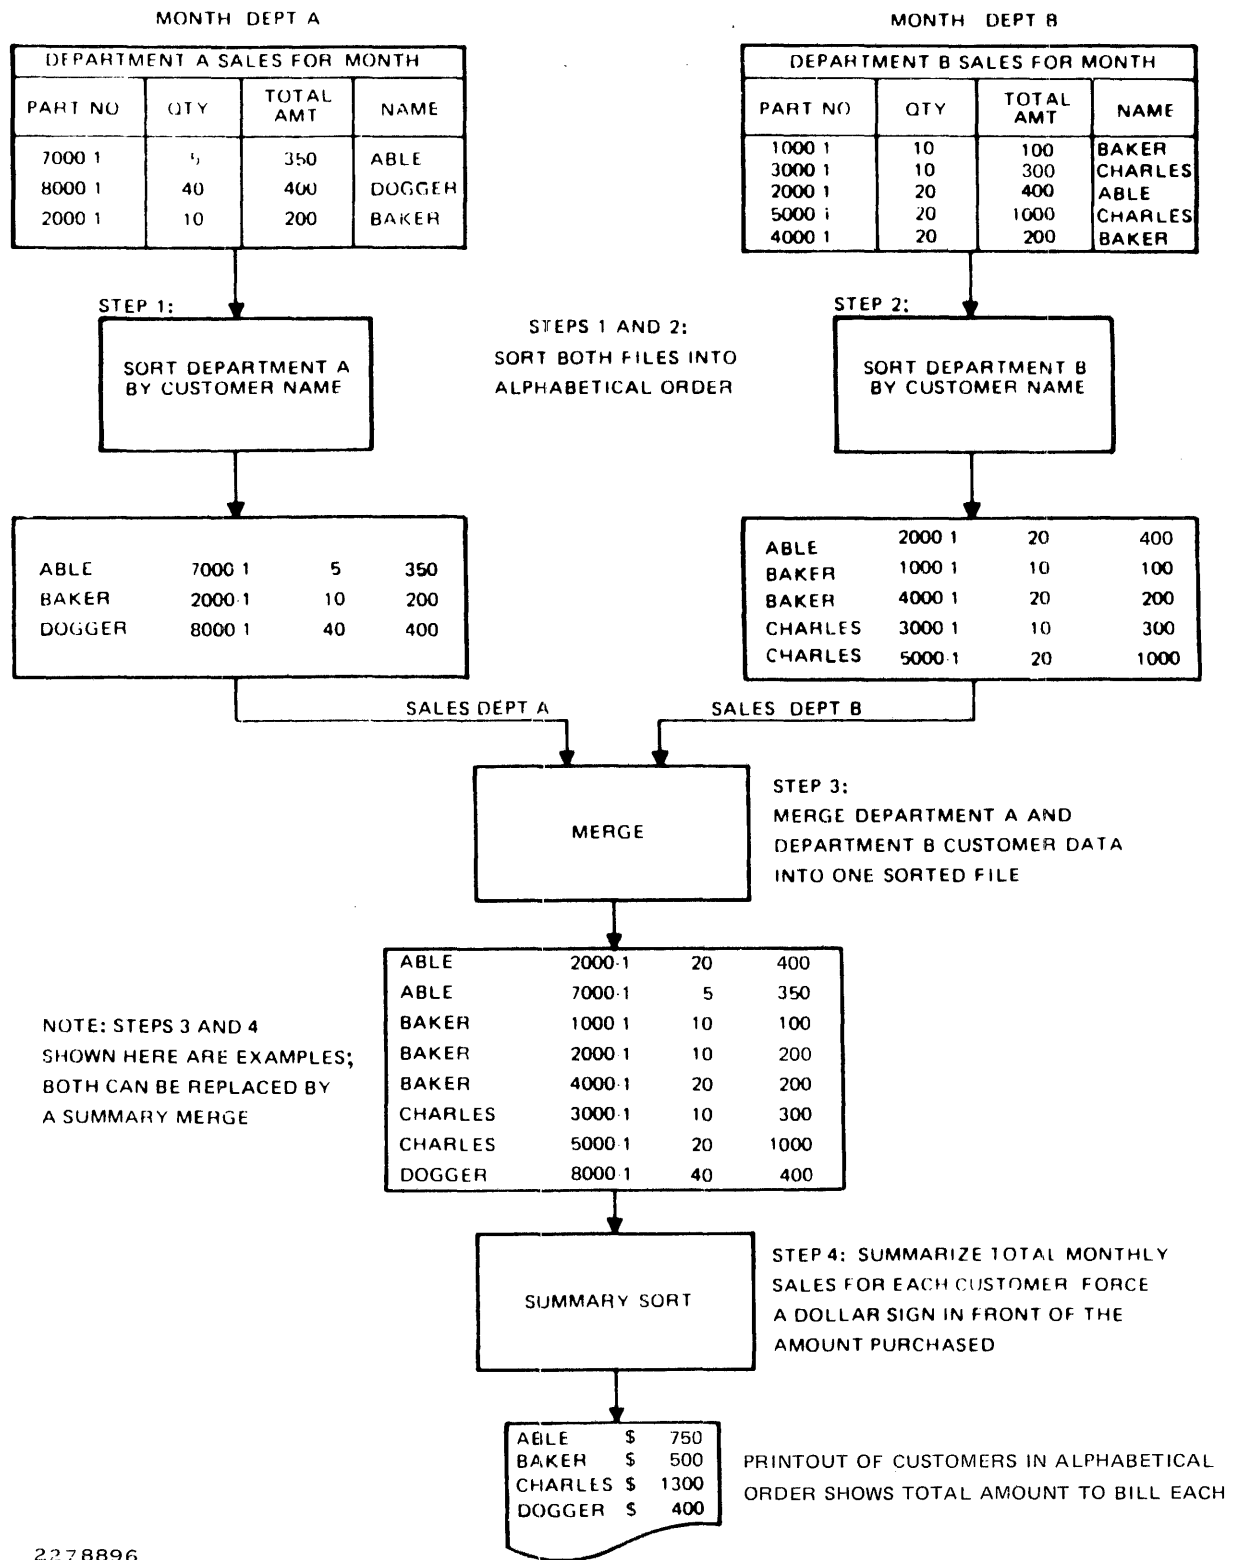 MONTH DEPT A
DEPARTMENT A SALES FOR MONTH
PART NO QTY TOTAL AMT NAME
7000 1 5 350 ABLE
8000 1 40 400 DOGGER
2000 1 10 200 BAKER
MONTH DEPT B
DEPARTMENT B SALES FOR MONTH
PART NO QTY TOTAL AMT NAME
1000 1 10 100 BAKER
3000 1 10 300 CHARLES
2000 1 20 400 ABLE
5000 1 20 1000 CHARLES
4000 1 20 200 BAKER
STEP 1:
SORT DEPARTMENT A
BY CUSTOMER NAME
STEPS 1 AND 2:
SORT BOTH FILES INTO
ALPHABETICAL ORDER
STEP 2:
SORT DEPARTMENT B
BY CUSTOMER NAME
ABLE 7000 1 5 350
BAKER 2000-1 10 200
DOGGER 8000 1 40 400
ABLE 2000 1 20 400
BAKER 1000 1 10 100
BAKER 4000 1 20 200
CHARLES 3000 1 10 300
CHARLES 5000-1 20 1000
SALES DEPT A
SALES DEPT B
MERGE
STEP 3:
MERGE DEPARTMENT A AND
DEPARTMENT B CUSTOMER DATA
INTO ONE SORTED FILE
ABLE 2000-1 20 400
ABLE 7000-1 5 350
BAKER 1000 1 10 100
BAKER 2000-1 10 200
BAKER 4000-1 20 200
CHARLES 3000-1 10 300
CHARLES 5000-1 20 1000
DOGGER 8000-1 40 400
NOTE: STEPS 3 AND 4
SHOWN HERE ARE EXAMPLES;
BOTH CAN BE REPLACED BY
A SUMMARY MERGE
SUMMARY SORT
STEP 4: SUMMARIZE TOTAL MONTHLY
SALES FOR EACH CUSTOMER FORCE
A DOLLAR SIGN IN FRONT OF THE
AMOUNT PURCHASED
ABLE $ 750
BAKER $ 500
CHARLES $ 1300
DOGGER $ 400
PRINTOUT OF CUSTOMERS IN ALPHABETICAL
ORDER SHOWS TOTAL AMOUNT TO BILL EACH
2278896